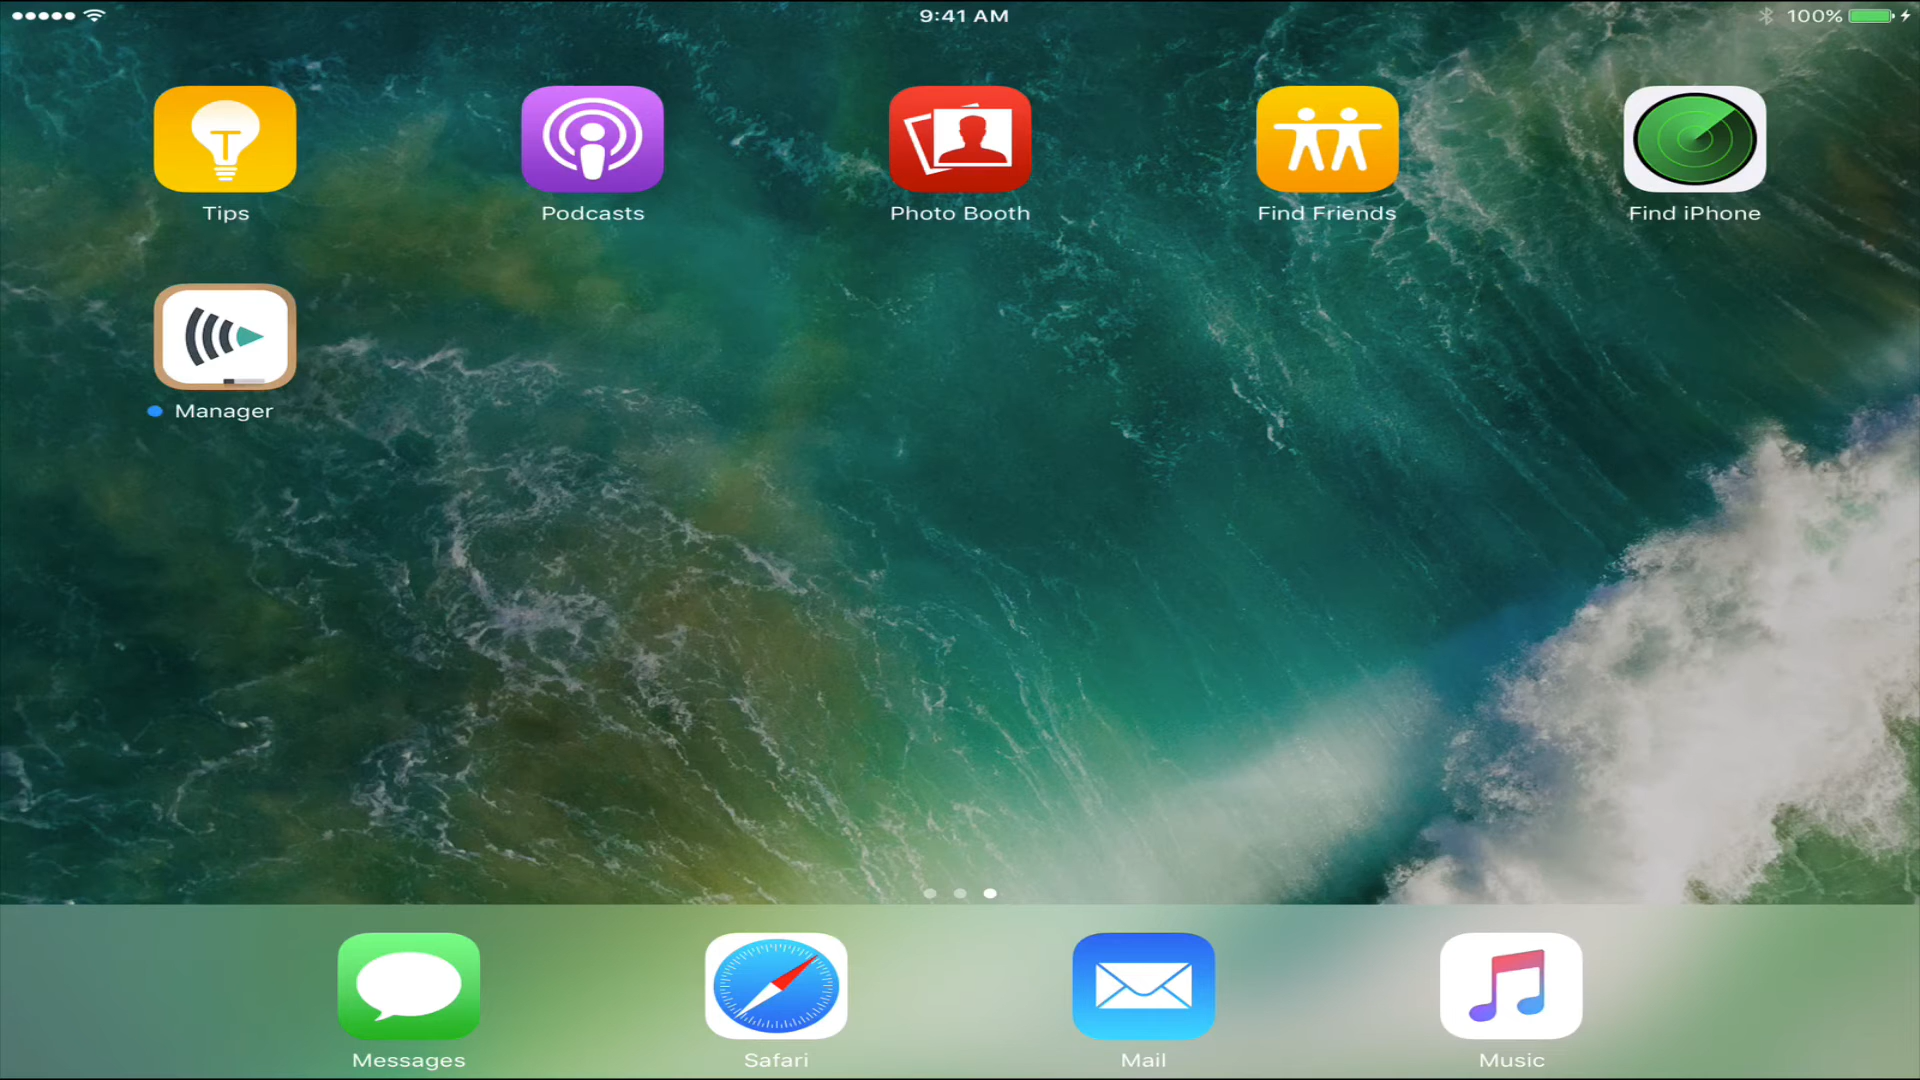 9:41 AM
100%
Tips
Podcasts
Photo Booth
Find Friends
Find iPhone
Manager
Messages
Safari
Mail
Music